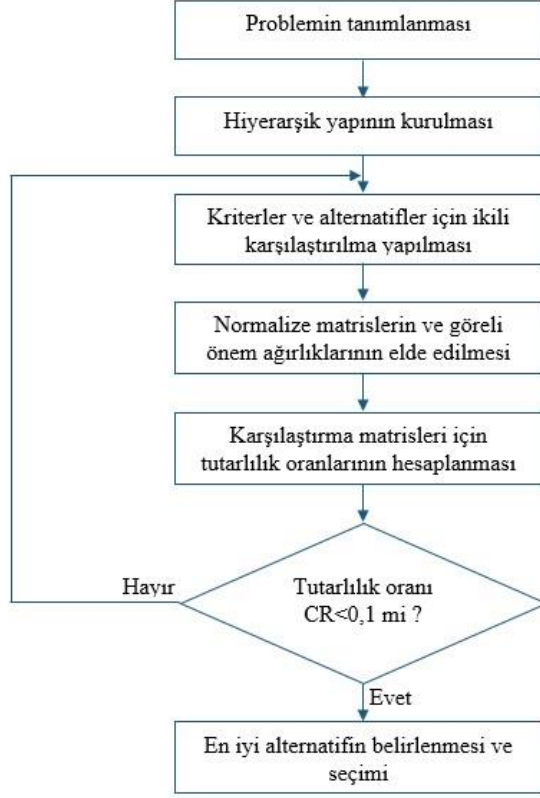 Problemin tanımlanması
Hiyerarşik yapının kurulması
Kriterler ve alternatifler için ikili
karşılaştırılma yapılması
Normalize matrislerin ve göreli
önem ağırlıklarının elde edilmesi
Karşılaştırma matrisleri için
tutarlılık oranlarının hesaplanması
Hayır
Tutarlılık oranı
CR<0,1 mi ?
Evet
En iyi alternatifin belirlenmesi ve
seçimi